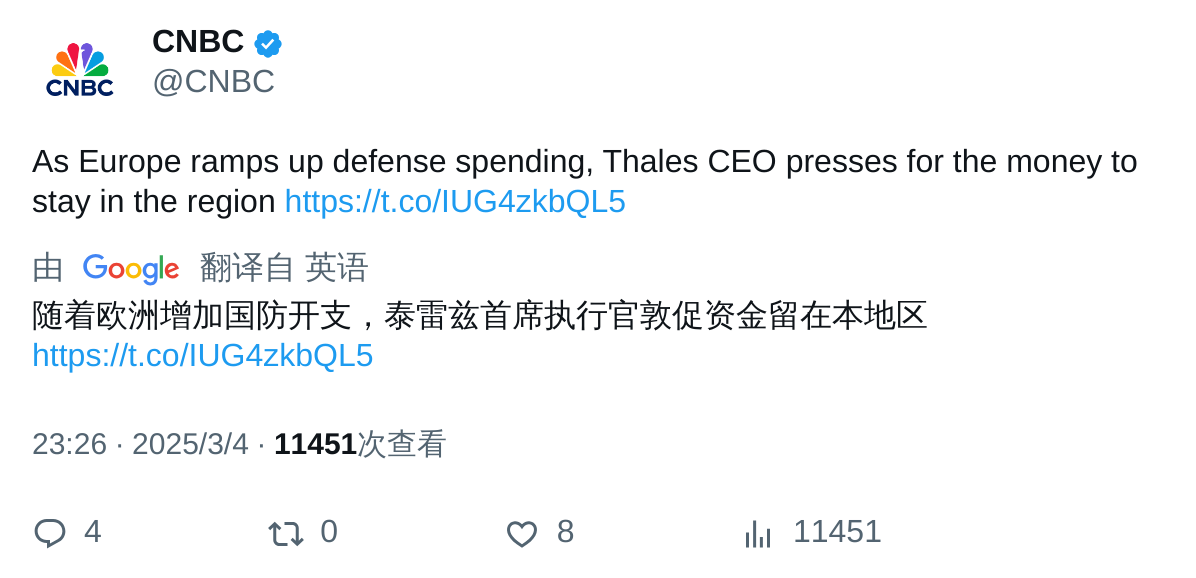 CNBC
CNBC
@CNBC
As Europe ramps up defense spending, Thales CEO presses for the money to
stay in the region https://t.co/IUG4zkbQL5
由 Google 翻译自 英语
随着欧洲增加国防开支，泰雷兹首席执行官敦促资金留在本地区
https://t.co/IUG4zkbQL5
23:26 · 2025/3/4 · 11451次查看
4 0 8 11451